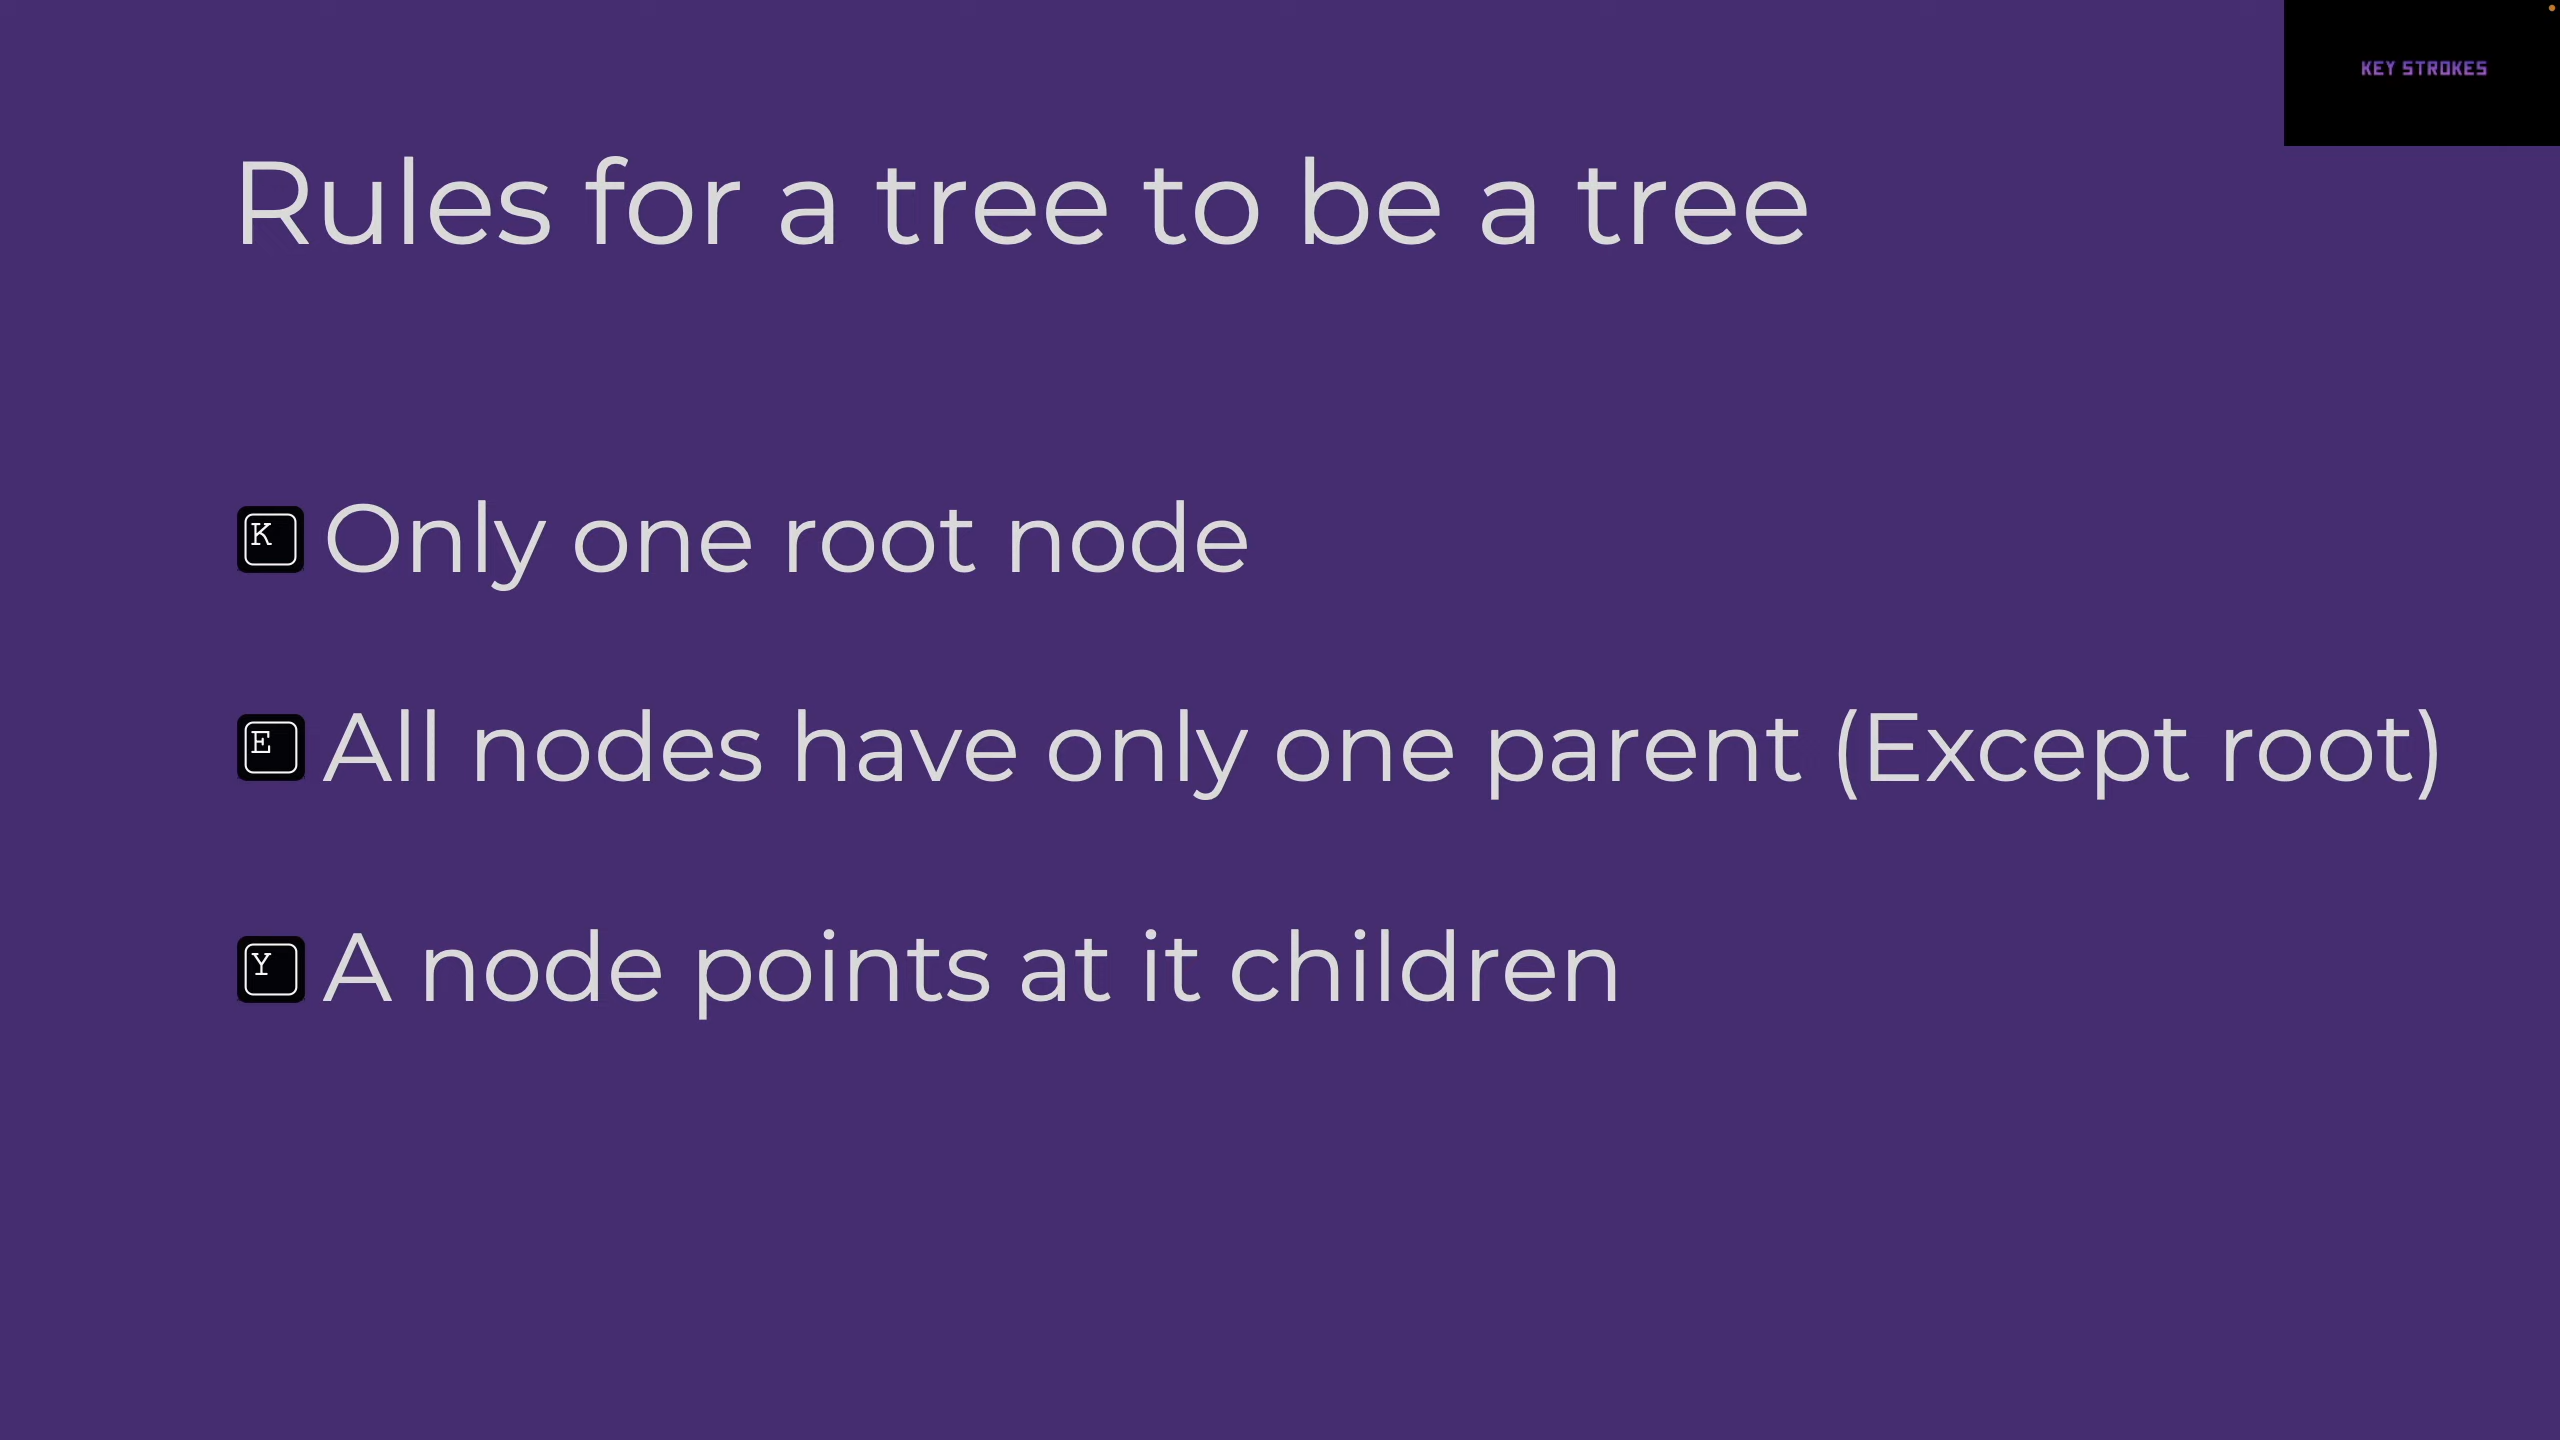 KEY STROKES
Rules for a tree to be a tree
K Only one root node
E All nodes have only one parent (Except root)
Y A node points at it children